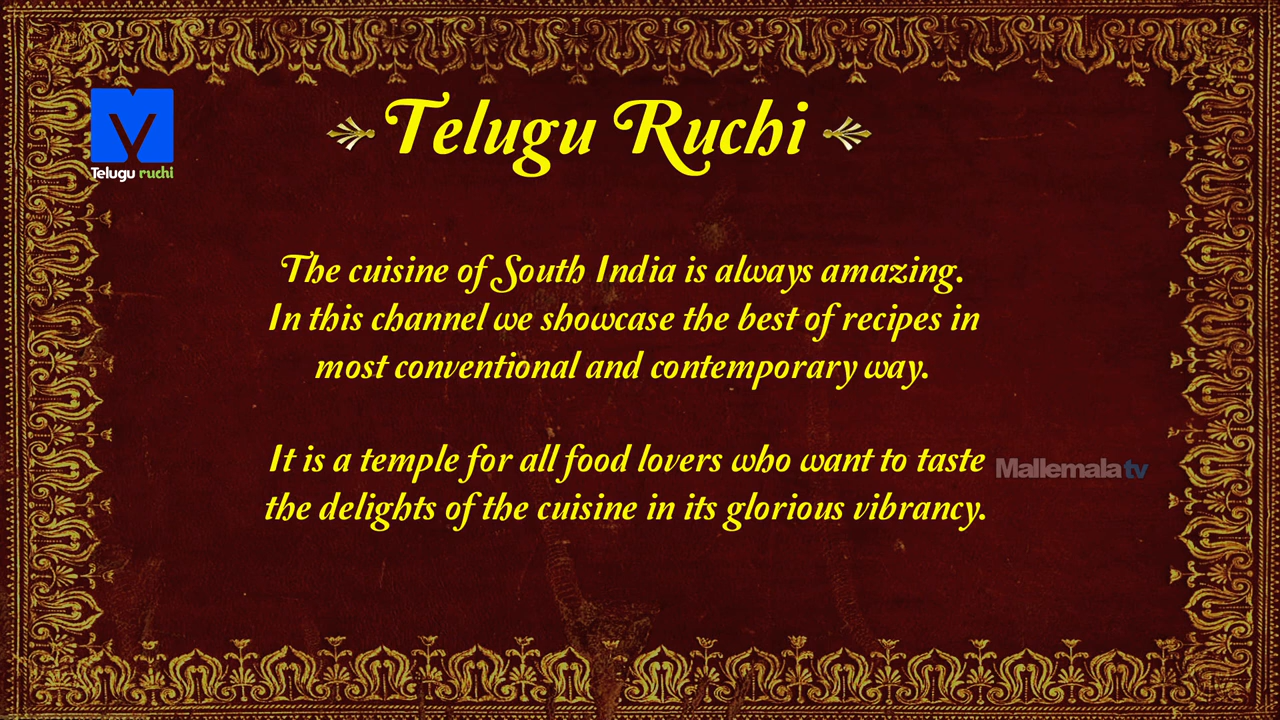 Telugu Ruchi
Telugu ruchi
The cuisine of South India is always amazing.
In this channel we showcase the best of recipes in
most conventional and contemporary way.
It is a temple for all food lovers who want to taste
the delights of the cuisine in its glorious vibrancy.
Mallemala tv